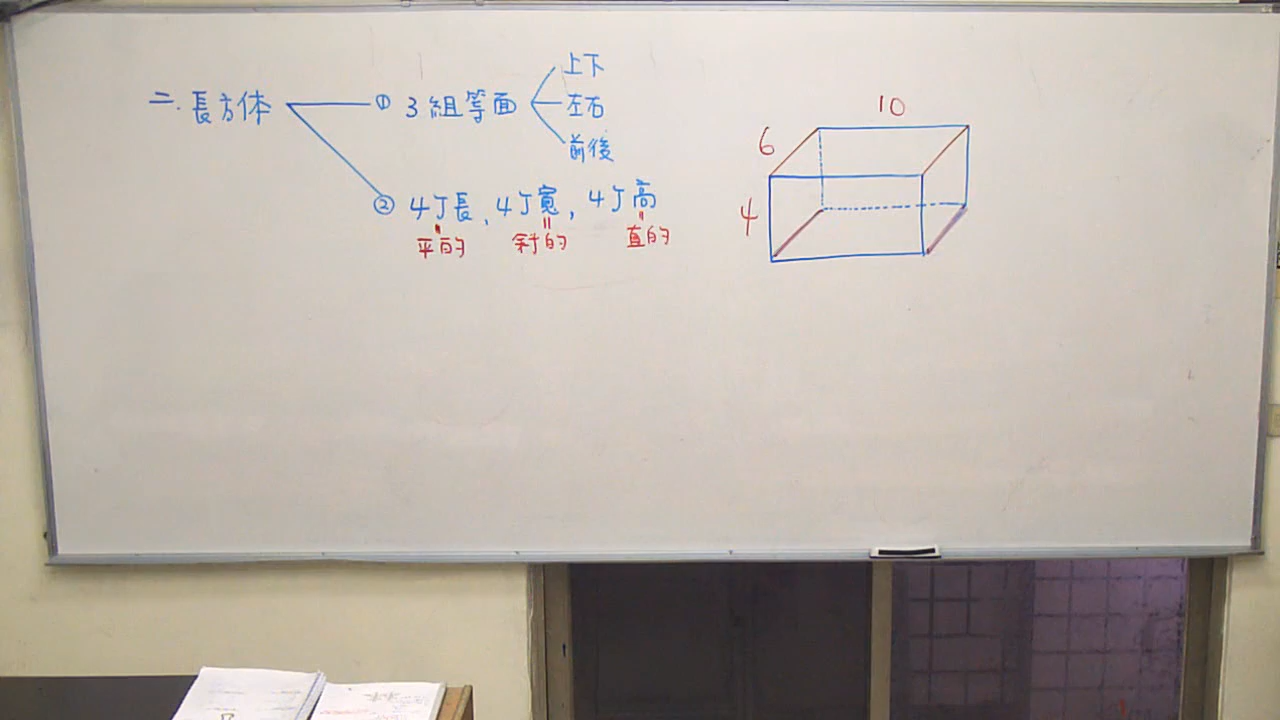 二.長方体 ① 3組等面
上下
左右
前後
② 4丁長、4丁寬,4丁高
平的 斜的 直的
10
6
4